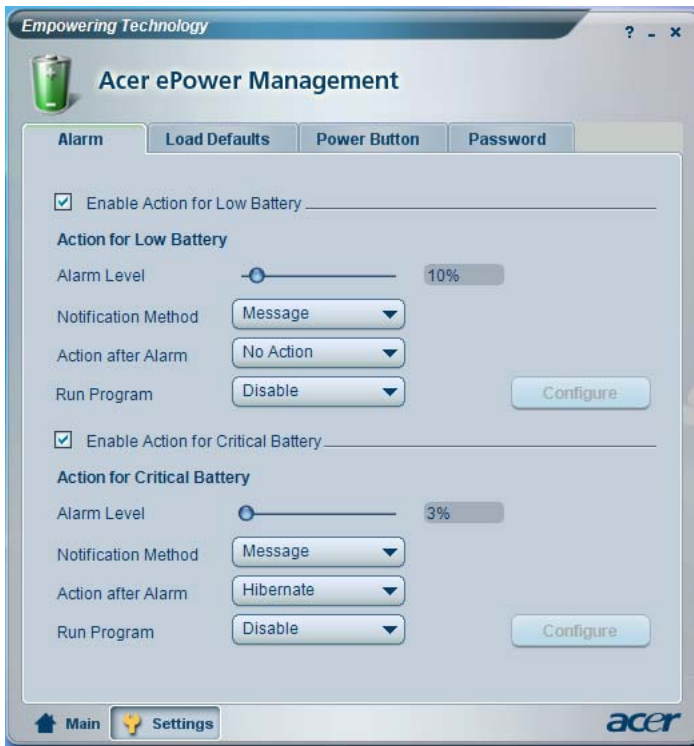 Empowering Technology
? - ×
Acer ePower Management
Alarm Load Defaults Power Button Password
Enable Action for Low Battery
Action for Low Battery
Alarm Level 10%
Notification Method Message
Action after Alarm No Action
Run Program Disable Configure
Enable Action for Critical Battery
Action for Critical Battery
Alarm Level 3%
Notification Method Message
Action after Alarm Hibernate
Run Program Disable Configure
Main Settings acer